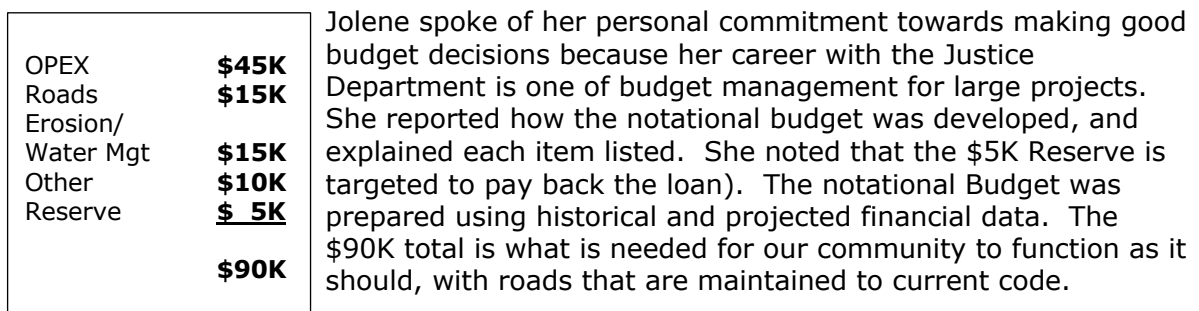 OPEX $45K
Roads $15K
Erosion/
Water Mgt $15K
Other $10K
Reserve $ 5K
$90K
Jolene spoke of her personal commitment towards making good
budget decisions because her career with the Justice
Department is one of budget management for large projects.
She reported how the notational budget was developed, and
explained each item listed.  She noted that the $5K Reserve is
targeted to pay back the loan).  The notational Budget was
prepared using historical and projected financial data.  The
$90K total is what is needed for our community to function as it
should, with roads that are maintained to current code.